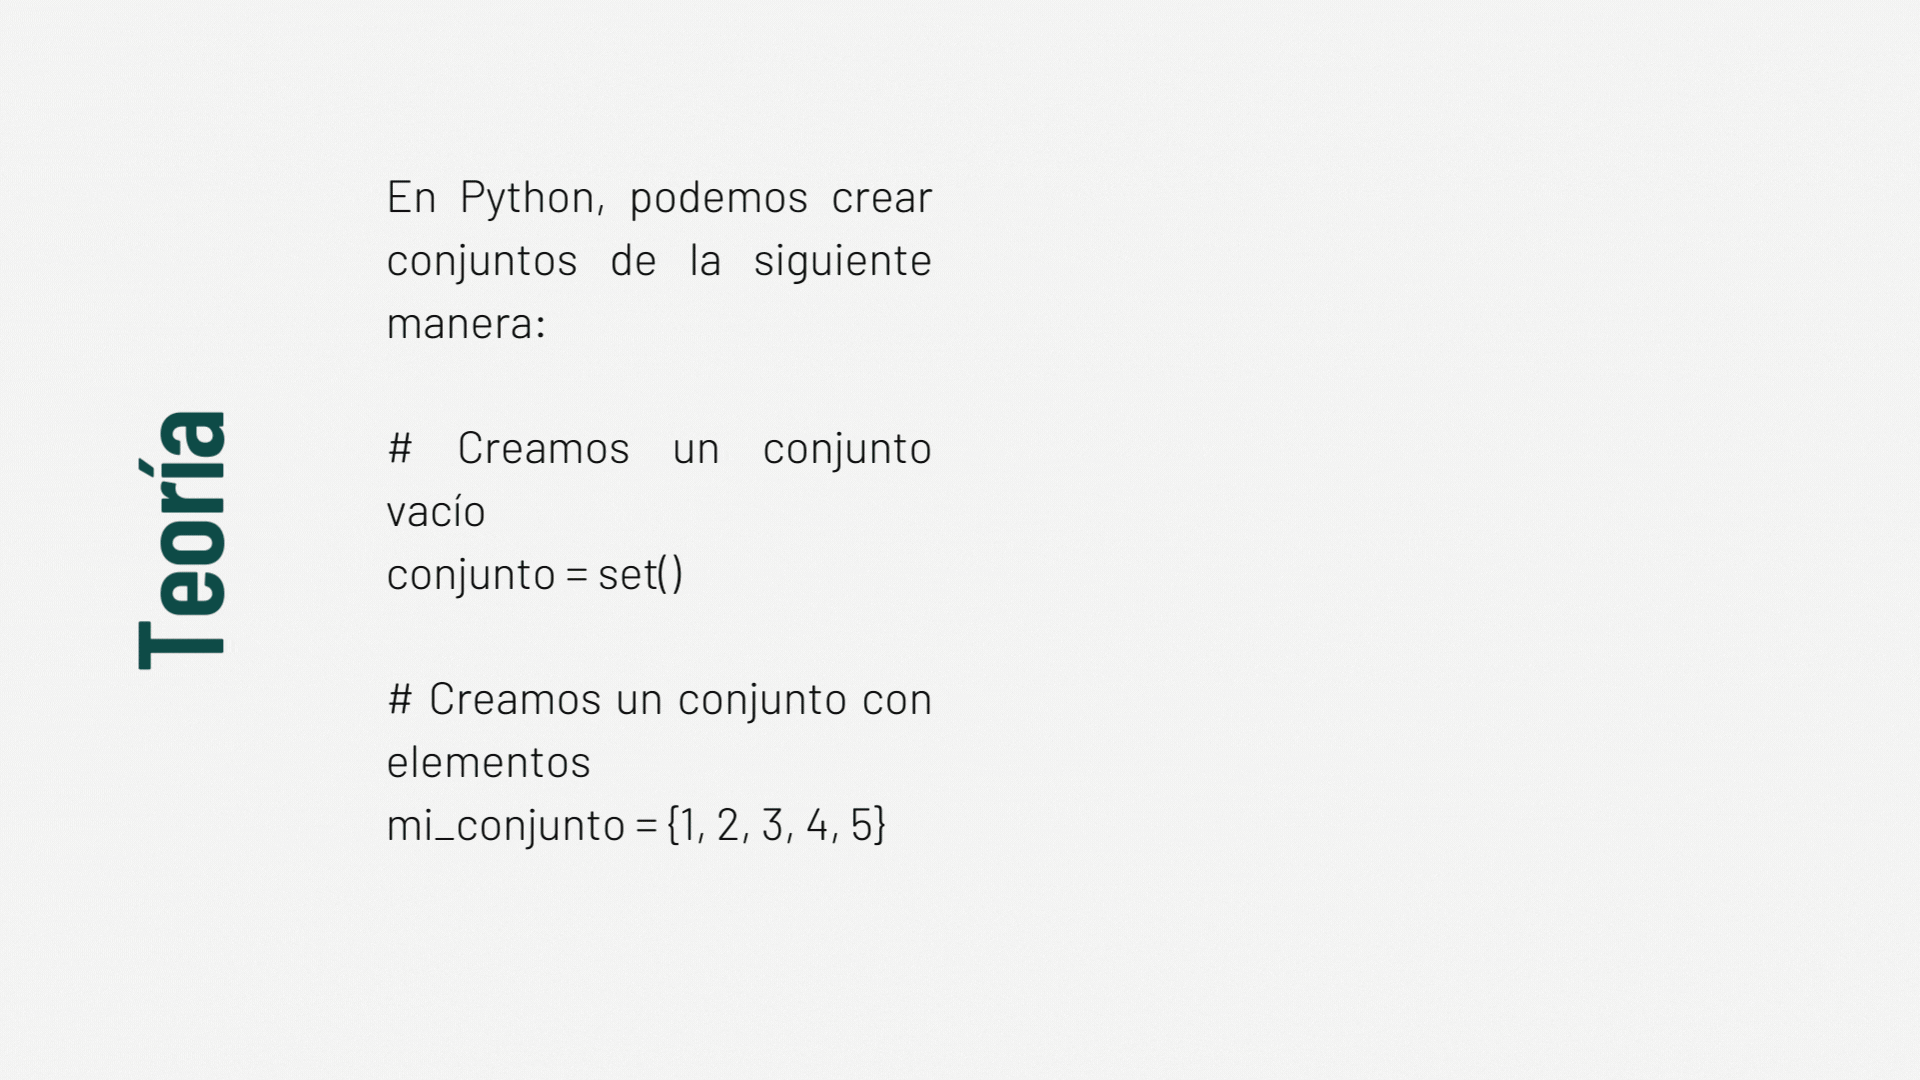 Teoría
En Python, podemos crear
conjuntos de la siguiente
manera:
# Creamos un conjunto
vacío
conjunto = set()
# Creamos un conjunto con
elementos
mi_conjunto = {1, 2, 3, 4, 5}